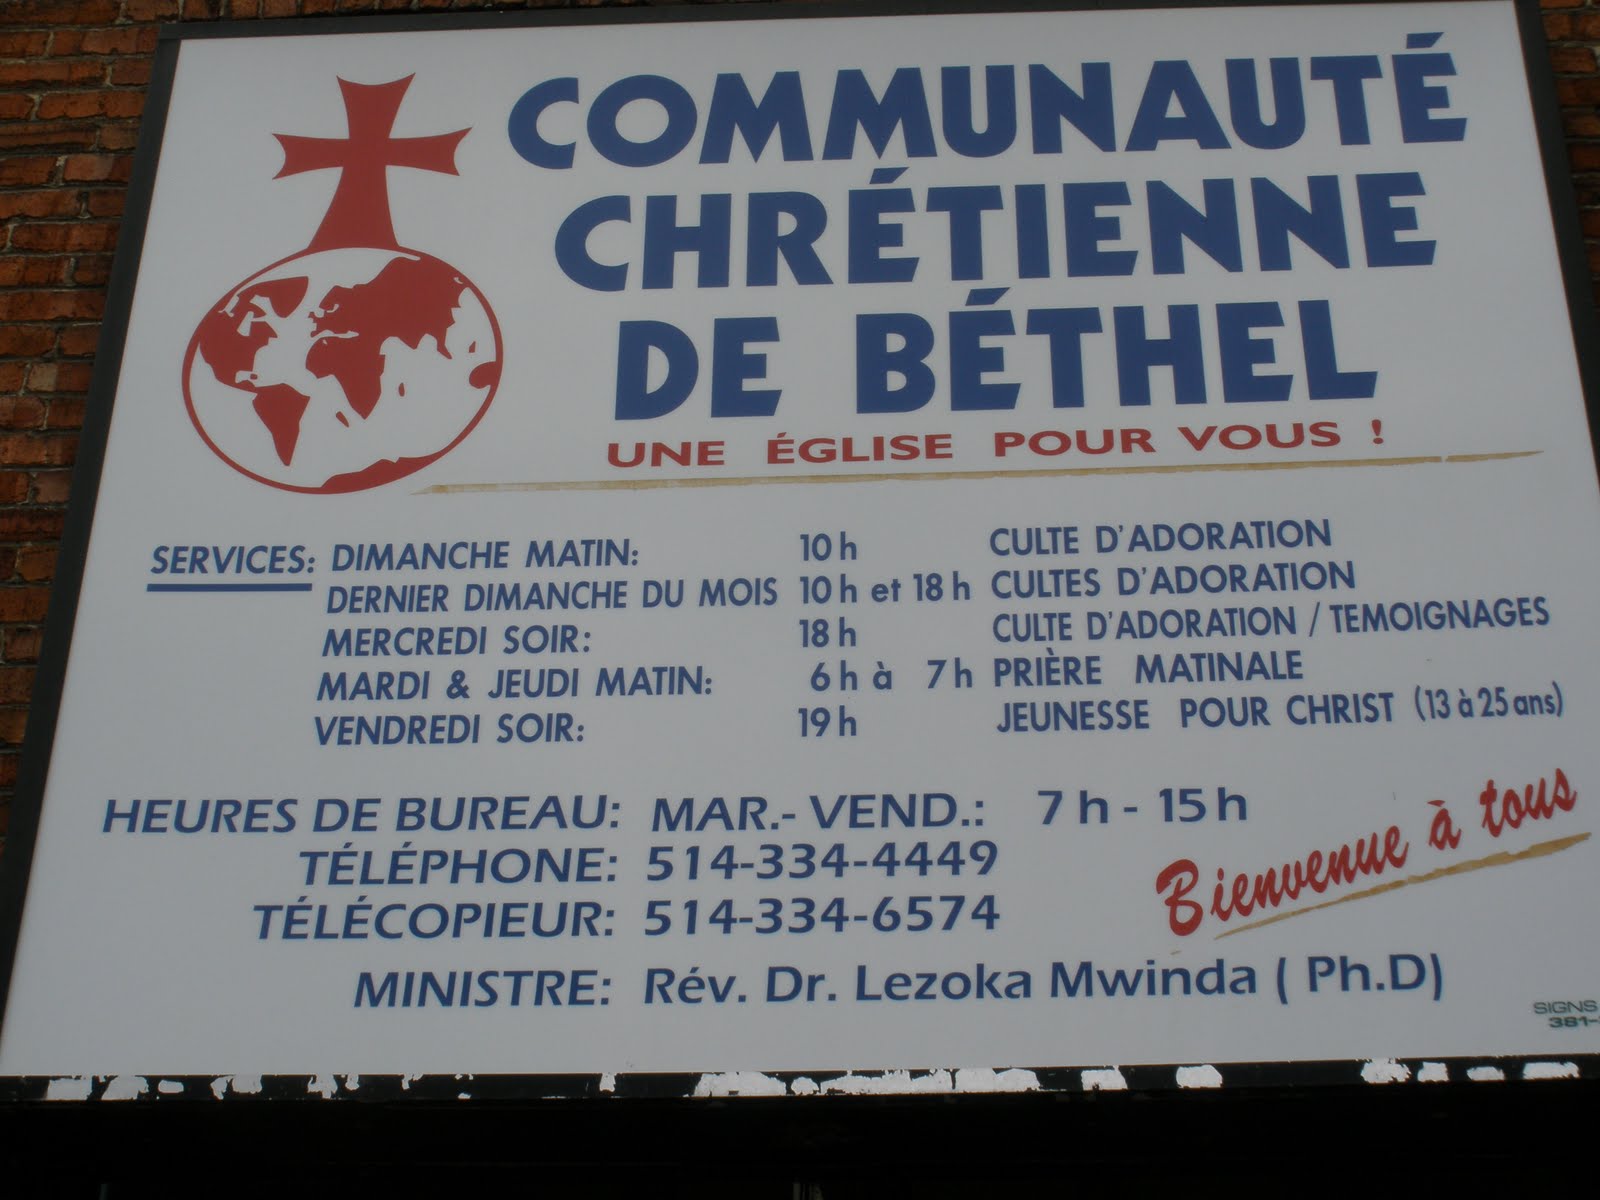 COMMUNAUTÉ
CHRÉTIENNE
DE BÉTHEL
UNE ÉGLISE POUR VOUS !
SERVICES: DIMANCHE MATIN: 10 h CULTE D'ADORATION
DERNIER DIMANCHE DU MOIS 10 h et 18 h CULTES D'ADORATION
MERCREDI SOIR: 18 h CULTE D'ADORATION / TEMOIGNAGES
MARDI & JEUDI MATIN: 6 h à 7 h PRIÈRE MATINALE
VENDREDI SOIR: 19 h JEUNESSE POUR CHRIST (13 à 25 ans)
HEURES DE BUREAU: MAR.- VEND.: 7 h - 15 h
TÉLÉPHONE: 514-334-4449
TÉLÉCOPIEUR: 514-334-6574
Bienvenue à tous
MINISTRE: Rév. Dr. Lezoka Mwinda ( Ph.D)
SIGNS
381-